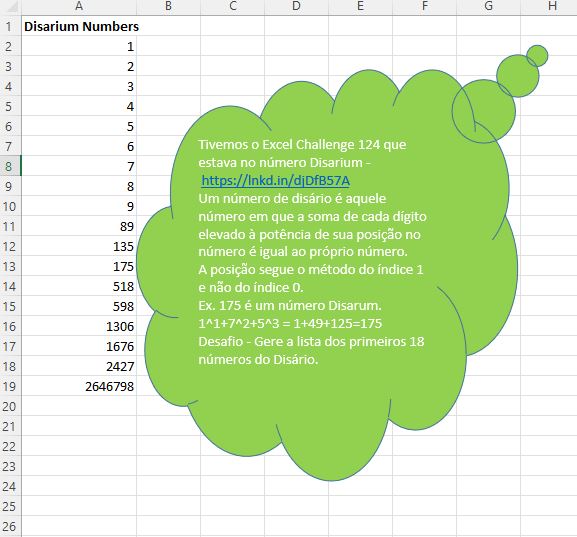 A B C D E F G H
1 Disarium Numbers
2 1
3 2
4 3
5 4
6 5
7 6
8 7
9 8
10 9
11 89
12 135
13 175
14 518
15 598
16 1306
17 1676
18 2427
19 2646798
20
21
22
23
24
25
26
Tivemos o Excel Challenge 124 que
estava no número Disarium -
https://lnkd.in/djDfB57A
Um número de disário é aquele
número em que a soma de cada dígito
elevado à potência de sua posição no
número é igual ao próprio número.
A posição segue o método do índice 1
e não do índice 0.
Ex. 175 é um número Disarum.
1^1+7^2+5^3 = 1+49+125=175
Desafio - Gere a lista dos primeiros 18
números do Disário.